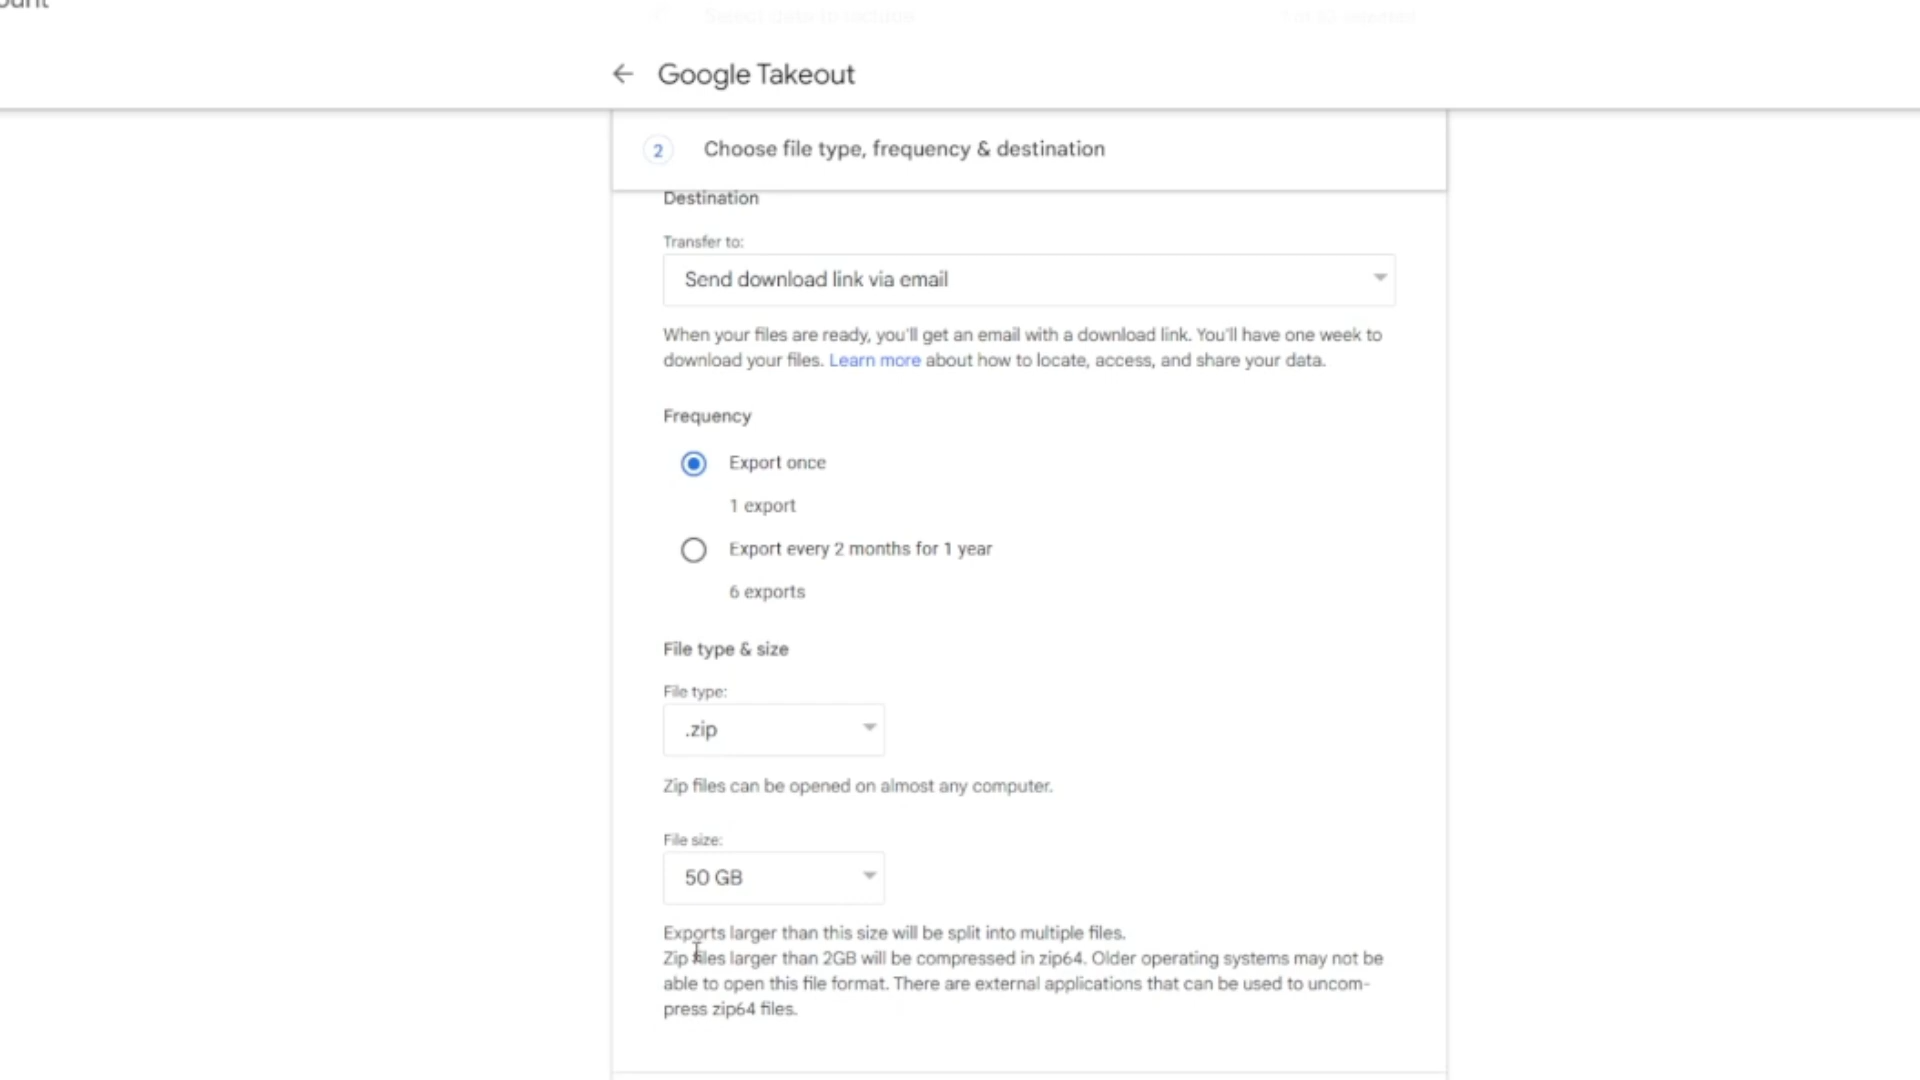 Google Takeout
2 Choose file type, frequency & destination
Destination
Transfer to:
Send download link via email
When your files are ready, you'll get an email with a download link. You'll have one week to
download your files. Learn more about how to locate, access, and share your data.
Frequency
Export once
1 export
Export every 2 months for 1 year
6 exports
File type & size
File type:
.zip
Zip files can be opened on almost any computer.
File size:
50 GB
Exports larger than this size will be split into multiple files.
Zip files larger than 2GB will be compressed in zip64. Older operating systems may not be
able to open this file format. There are external applications that can be used to uncom-
press zip64 files.